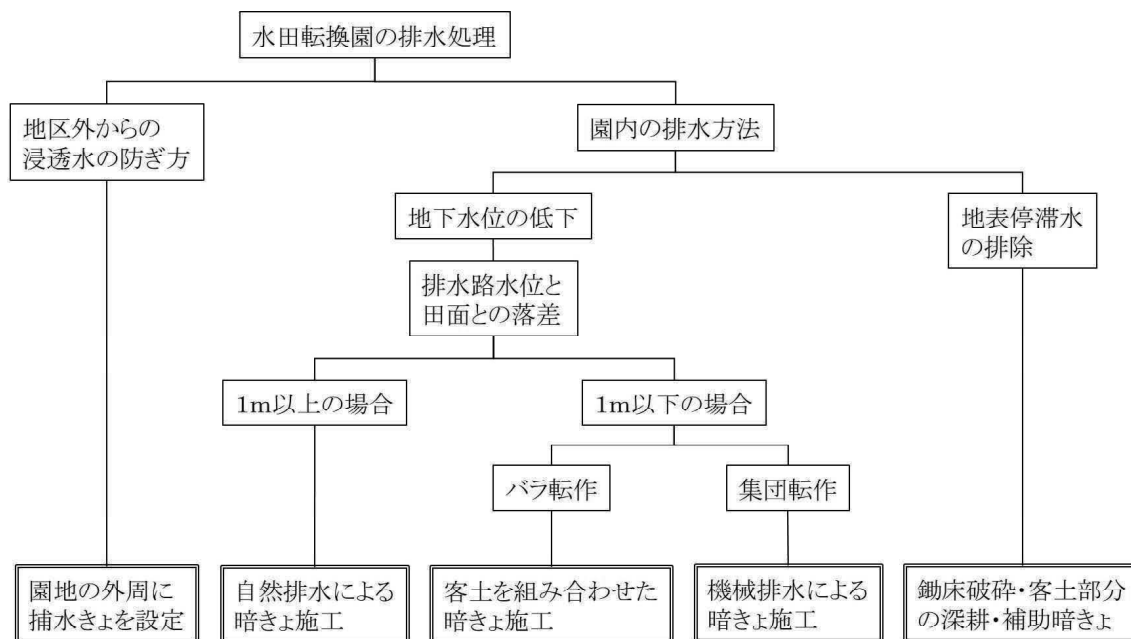 水田転換園の排水処理
地区外からの
浸透水の防ぎ方
園内の排水方法
地下水位の低下
地表停滞水
の排除
排水路水位と
田面との落差
1m以上の場合
1m以下の場合
バラ転作
集団転作
園地の外周に
捕水きょを設定
自然排水による
暗きょ施工
客土を組み合わせた
暗きょ施工
機械排水による
暗きょ施工
鋤床破砕・客土部分
の深耕・補助暗きょ